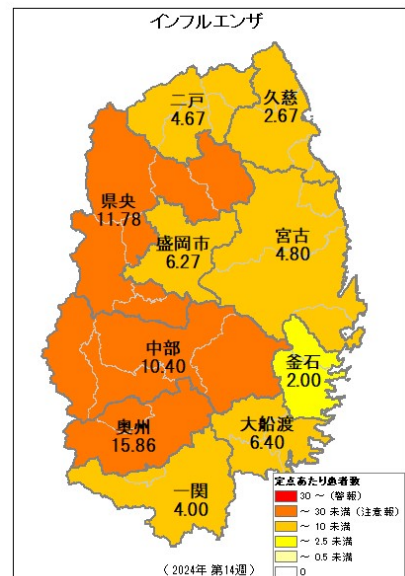 インフルエンザ
二戸
4.67
久慈
2.67
県央
11.78
盛岡市
6.27
宮古
4.80
中部
10.40
釜石
2.00
奥州
15.86
大船渡
6.40
一関
4.00
定点あたり患者数
30 ～ (警報)
～ 30 未満 (注意報)
～ 10 未満
～ 2.5 未満
～ 0.5 未満
0
(2024年 第14週)